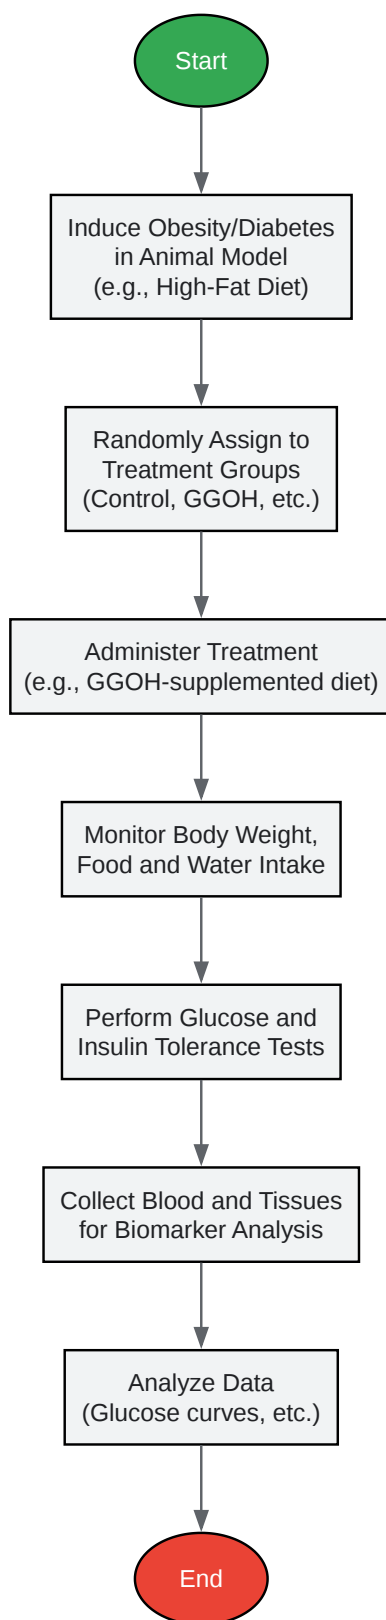 Start
Induce Obesity/Diabetes
in Animal Model
(e.g., High-Fat Diet)
Randomly Assign to
Treatment Groups
(Control, GGOH, etc.)
Administer Treatment
(e.g., GGOH-supplemented diet)
Monitor Body Weight,
Food and Water Intake
Perform Glucose and
Insulin Tolerance Tests
Collect Blood and Tissues
for Biomarker Analysis
Analyze Data
(Glucose curves, etc.)
End